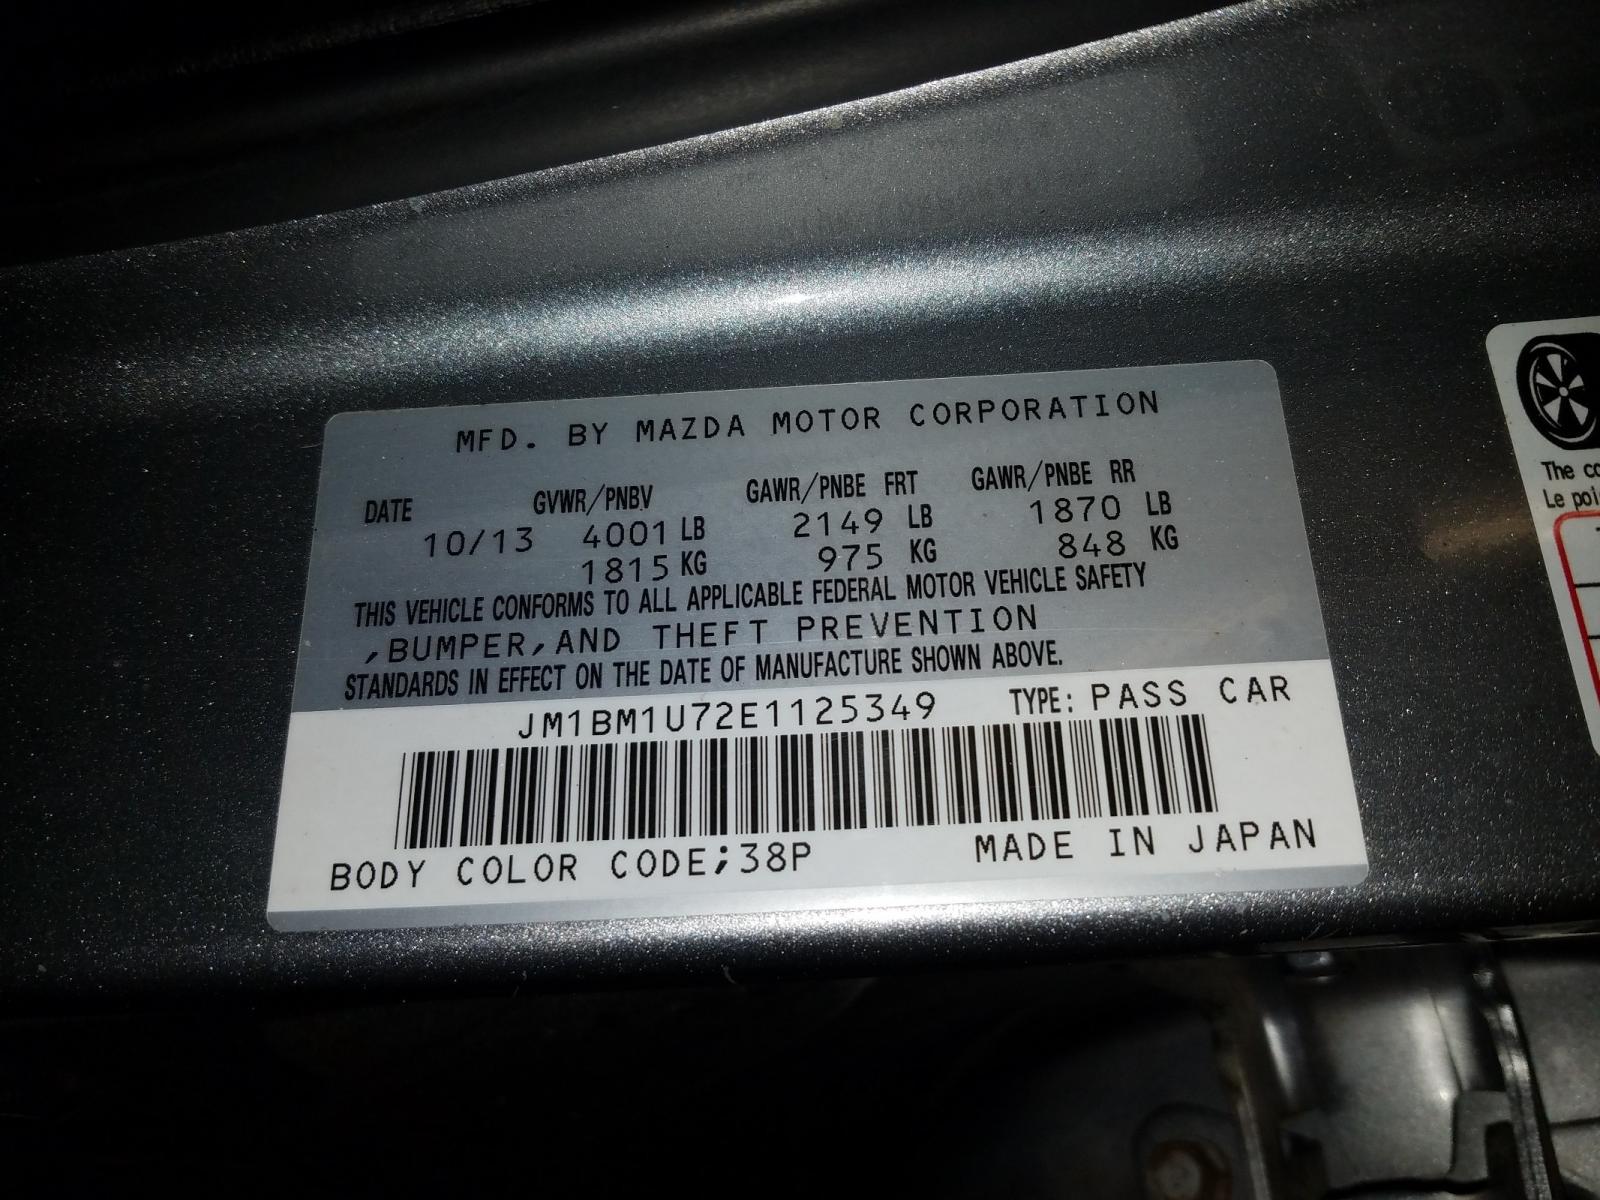 MFD. BY MAZDA MOTOR CORPORATION
DATE GVWR/PNBV GAWR/PNBE FRT GAWR/PNBE RR
10/13 4001 LB 2149 LB 1870 LB
1815 KG 975 KG 848 KG
THIS VEHICLE CONFORMS TO ALL APPLICABLE FEDERAL MOTOR VEHICLE SAFETY
,BUMPER,AND THEFT PREVENTION
STANDARDS IN EFFECT ON THE DATE OF MANUFACTURE SHOWN ABOVE.
JM1BM1U72E1125349 TYPE: PASS CAR
BODY COLOR CODE;38P MADE IN JAPAN
The
Le